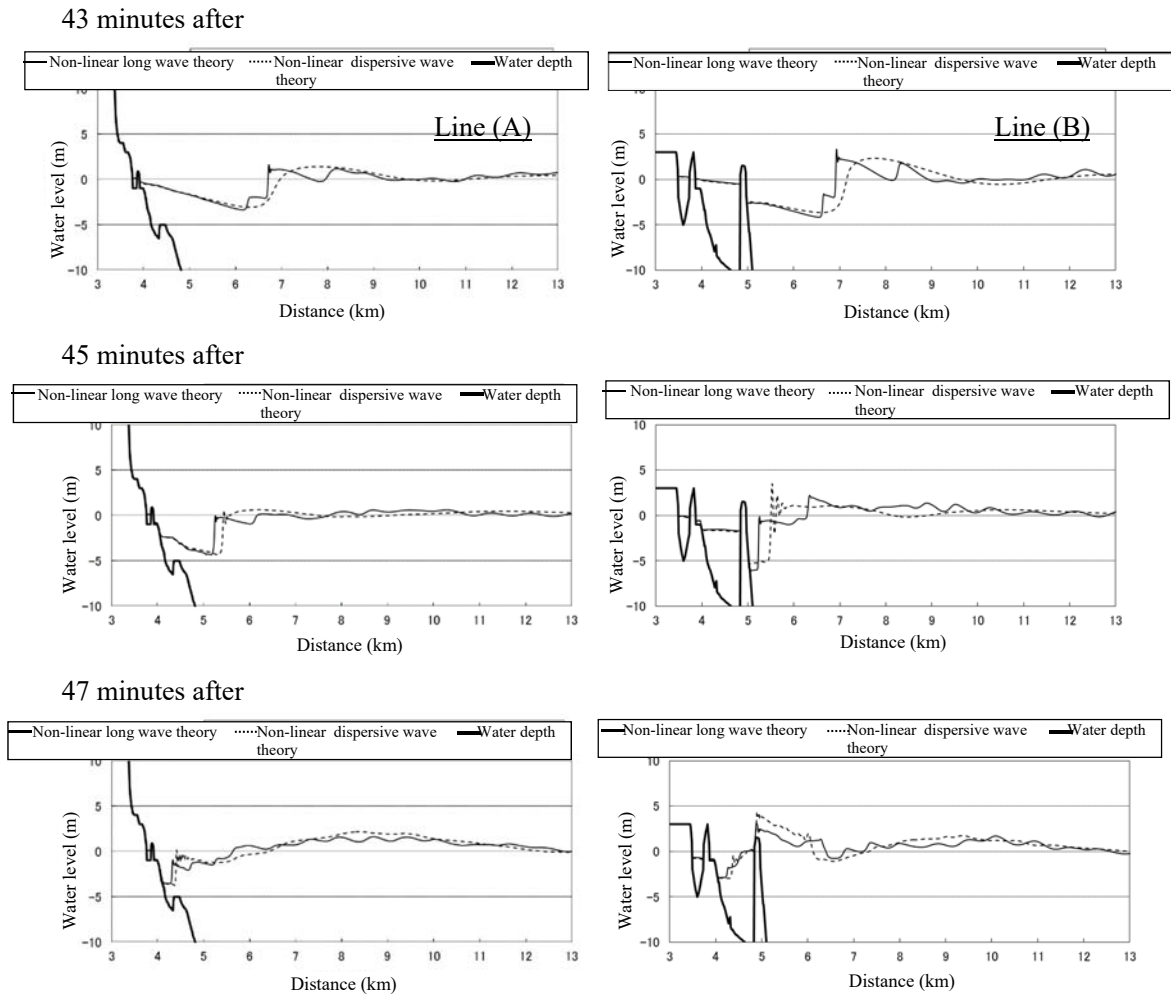 43 minutes after
Non-linear long wave theory Non-linear dispersive wave theory Water depth
Line (A)
Water level (m)
10
5
0
-5
-10
3 4 5 6 7 8 9 10 11 12 13
Distance (km)
Non-linear long wave theory Non-linear dispersive wave theory Water depth
Line (B)
Water level (m)
10
5
0
-5
-10
3 4 5 6 7 8 9 10 11 12 13
Distance (km)
45 minutes after
Non-linear long wave theory Non-linear dispersive wave theory Water depth
Water level (m)
10
5
0
-5
-10
3 4 5 6 7 8 9 10 11 12 13
Distance (km)
Non-linear long wave theory Non-linear dispersive wave theory Water depth
Water level (m)
10
5
0
-5
-10
3 4 5 6 7 8 9 10 11 12 13
Distance (km)
47 minutes after
Non-linear long wave theory Non-linear dispersive wave theory Water depth
Water level (m)
10
5
0
-5
-10
3 4 5 6 7 8 9 10 11 12 13
Distance (km)
Non-linear long wave theory Non-linear dispersive wave theory Water depth
Water level (m)
10
5
0
-5
-10
3 4 5 6 7 8 9 10 11 12 13
Distance (km)